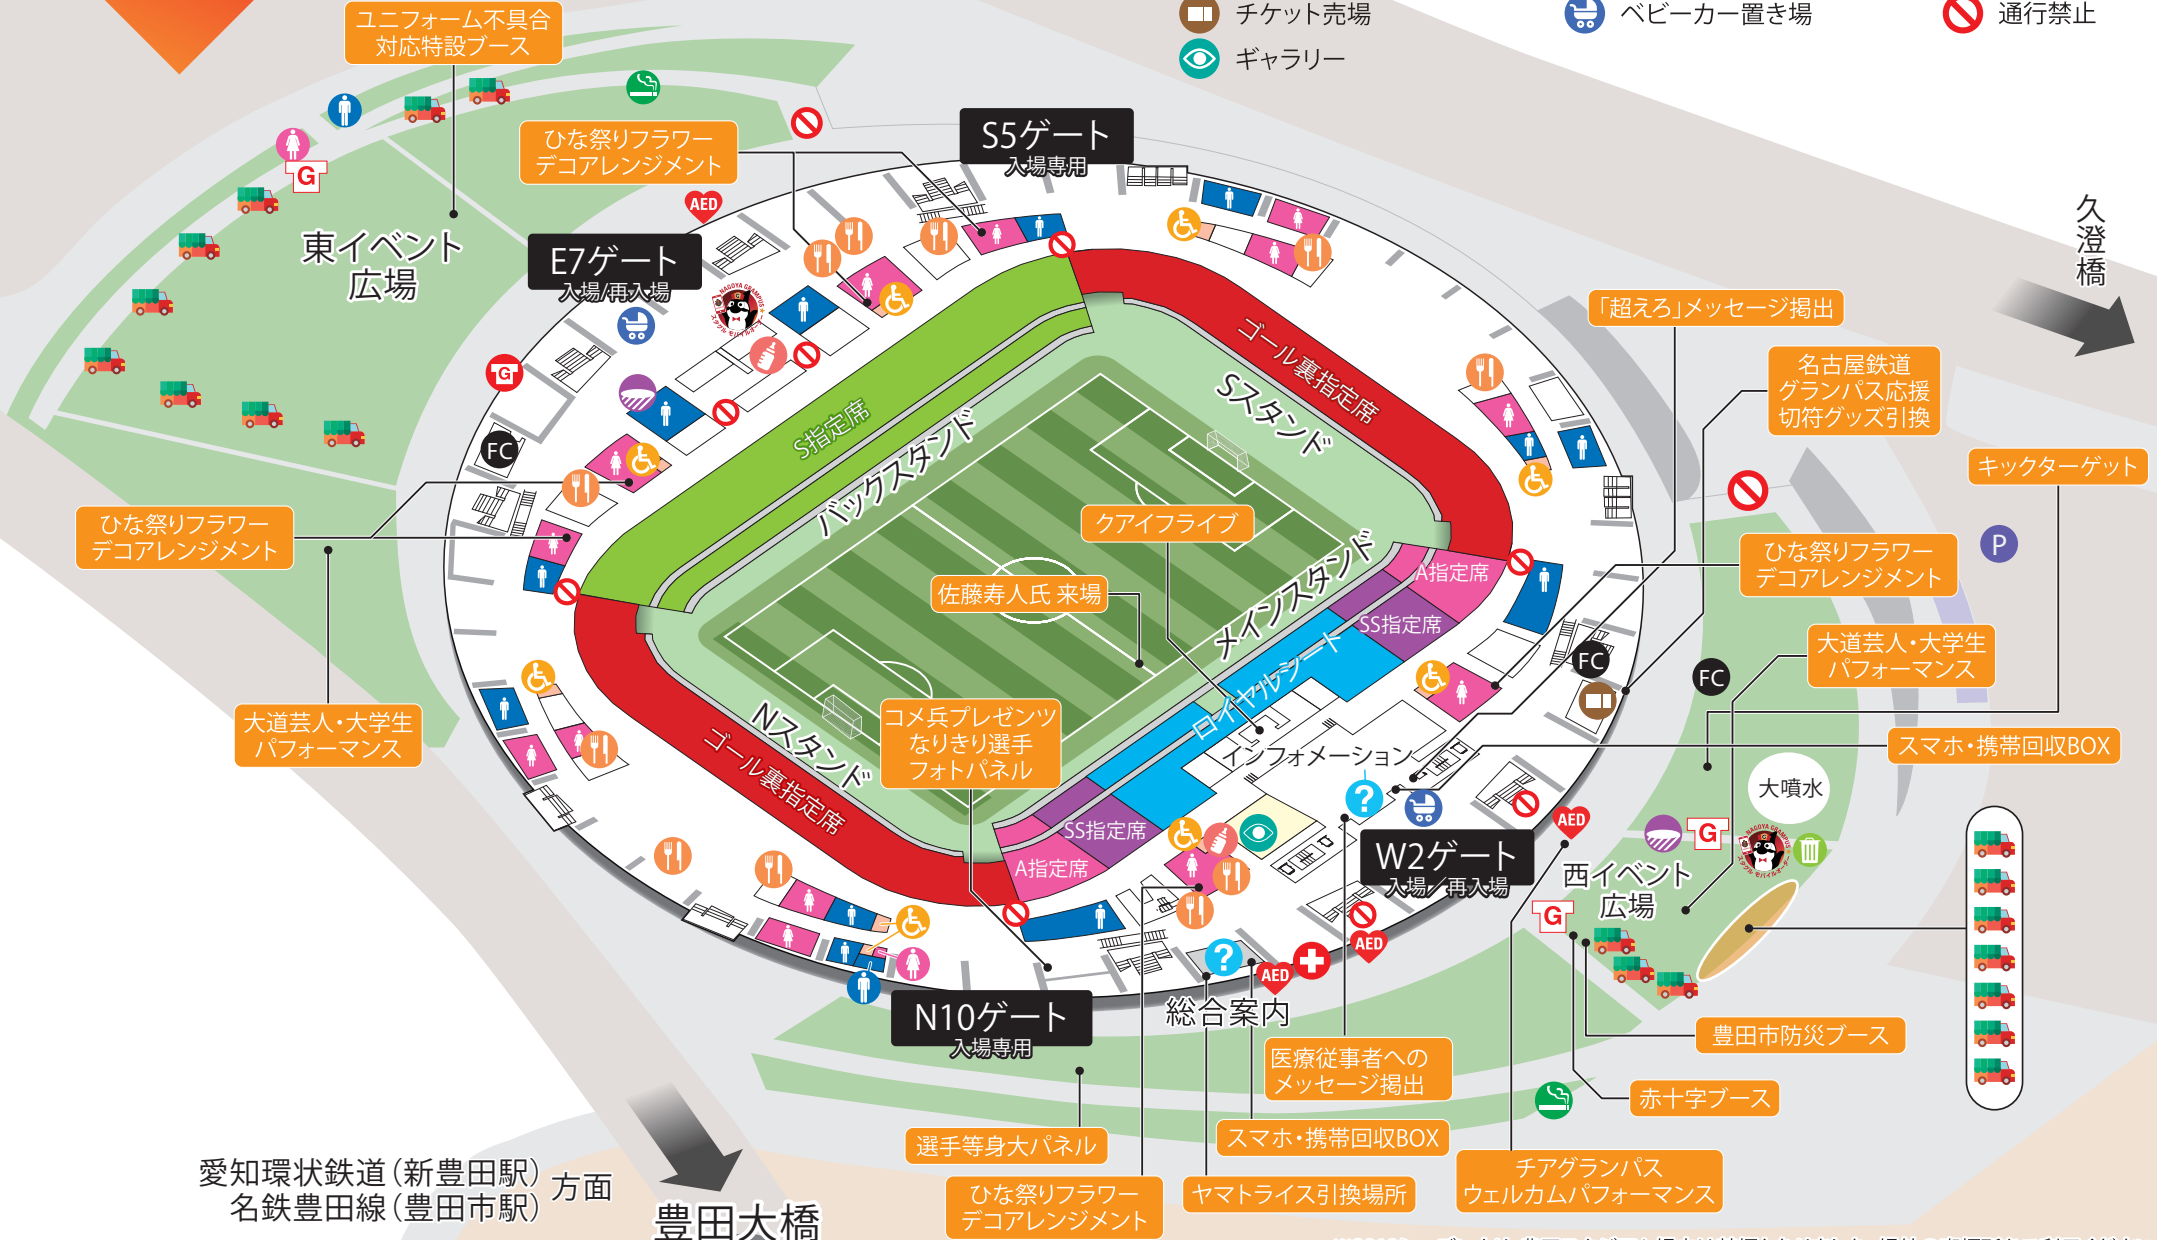 チケット売場
ベビーカー置き場
通行禁止
ギャラリー
ユニフォーム不具合
対応特設ブース
ひな祭りフラワー
デコアレンジメント
S5ゲート
入場専用
AED
G
東イベント
広場
E7ゲート
入場/再入場
久澄橋
「超えろ」メッセージ掲出
名古屋鉄道
グランパス応援
切符グッズ引換
キックターゲット
ゴール裏指定席
Sスタンド
S指定席
バックスタンド
G
FC
クアイフライブ
ひな祭りフラワー
デコアレンジメント
ひな祭りフラワー
デコアレンジメント
P
佐藤寿人氏 来場
メインスタンド
A指定席
SS指定席
ロイヤルシート
FC
FC
大道芸人・大学生
パフォーマンス
大道芸人・大学生
パフォーマンス
Nスタンド
ゴール裏指定席
コメ兵プレゼンツ
なりきり選手
フォトパネル
インフォメーション
?
スマホ・携帯回収BOX
大噴水
SS指定席
A指定席
W2ゲート
入場/再入場
AED
G
西イベント
広場
G
AED
?
AED
総合案内
N10ゲート
入場専用
豊田市防災ブース
医療従事者への
メッセージ掲出
赤十字ブース
選手等身大パネル
スマホ・携帯回収BOX
チアグランパス
ウェルカムパフォーマンス
ひな祭りフラワー
デコアレンジメント
ヤマトライス引換場所
愛知環状鉄道（新豊田駅）
名鉄豊田線（豊田市駅）
方面
豊田大橋